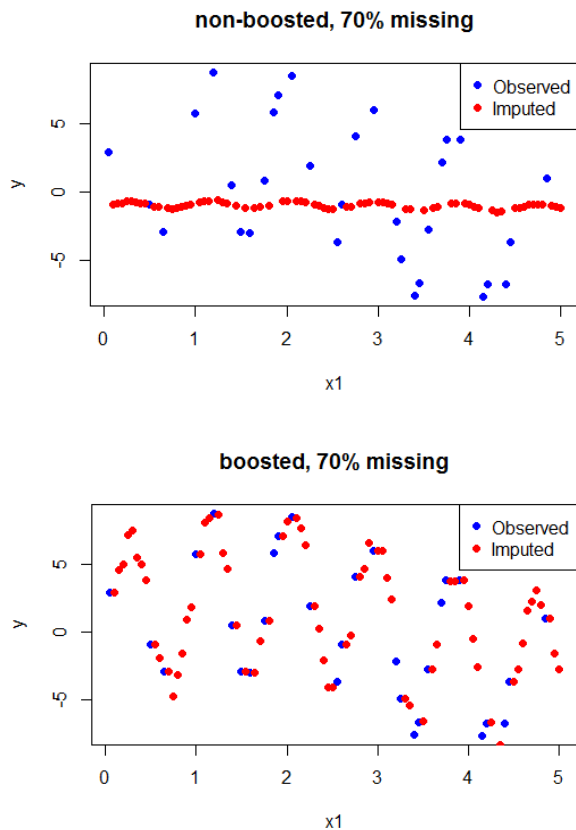 non-boosted, 70% missing
Observed
Imputed
y
5
0
-5
0 1 2 3 4 5
x1
boosted, 70% missing
Observed
Imputed
y
5
0
-5
0 1 2 3 4 5
x1